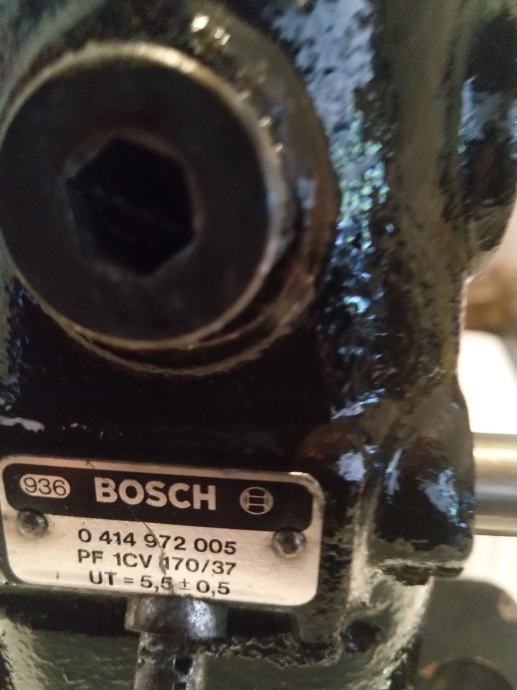 936 BOSCH
0 414 972 005
PF 1CV 170/37
UT = 5,5 ± 0,5